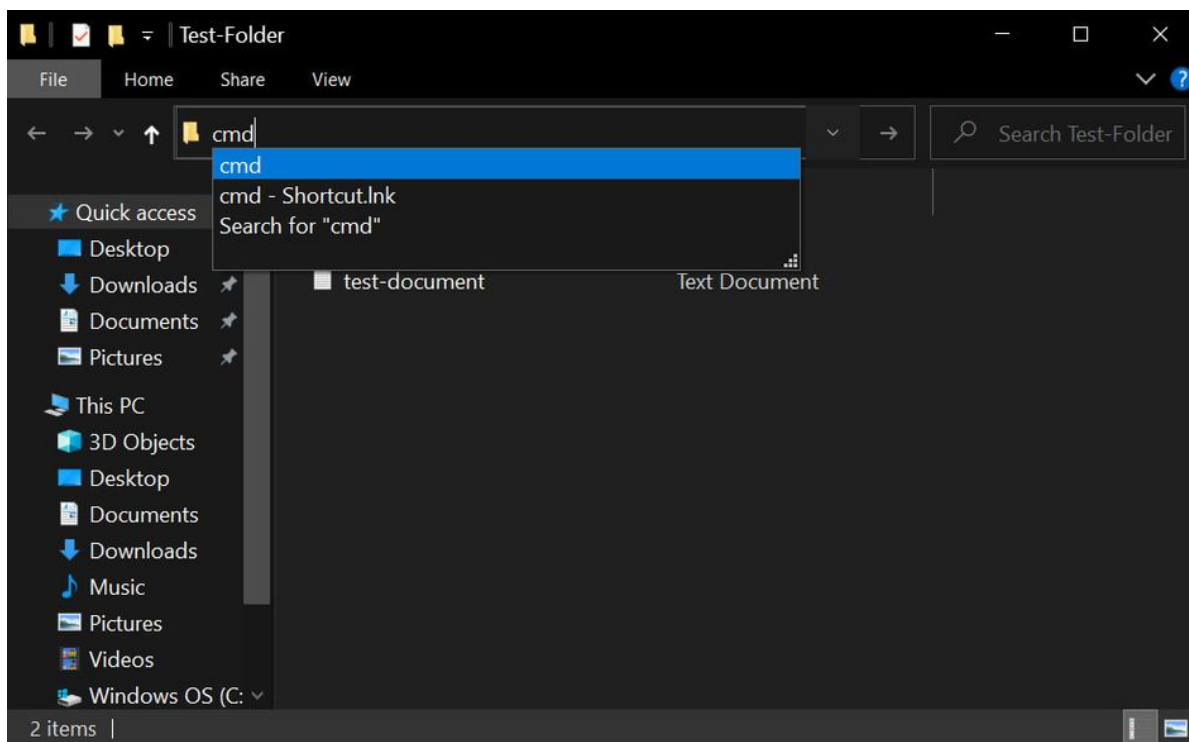 Test-Folder
File Home Share View
cmd
Search Test-Folder
cmd
cmd - Shortcut.lnk
Search for "cmd"
Quick access
Desktop
Downloads
test-document Text Document
Documents
Pictures
This PC
3D Objects
Desktop
Documents
Downloads
Music
Pictures
Videos
Windows OS (C:
2 items